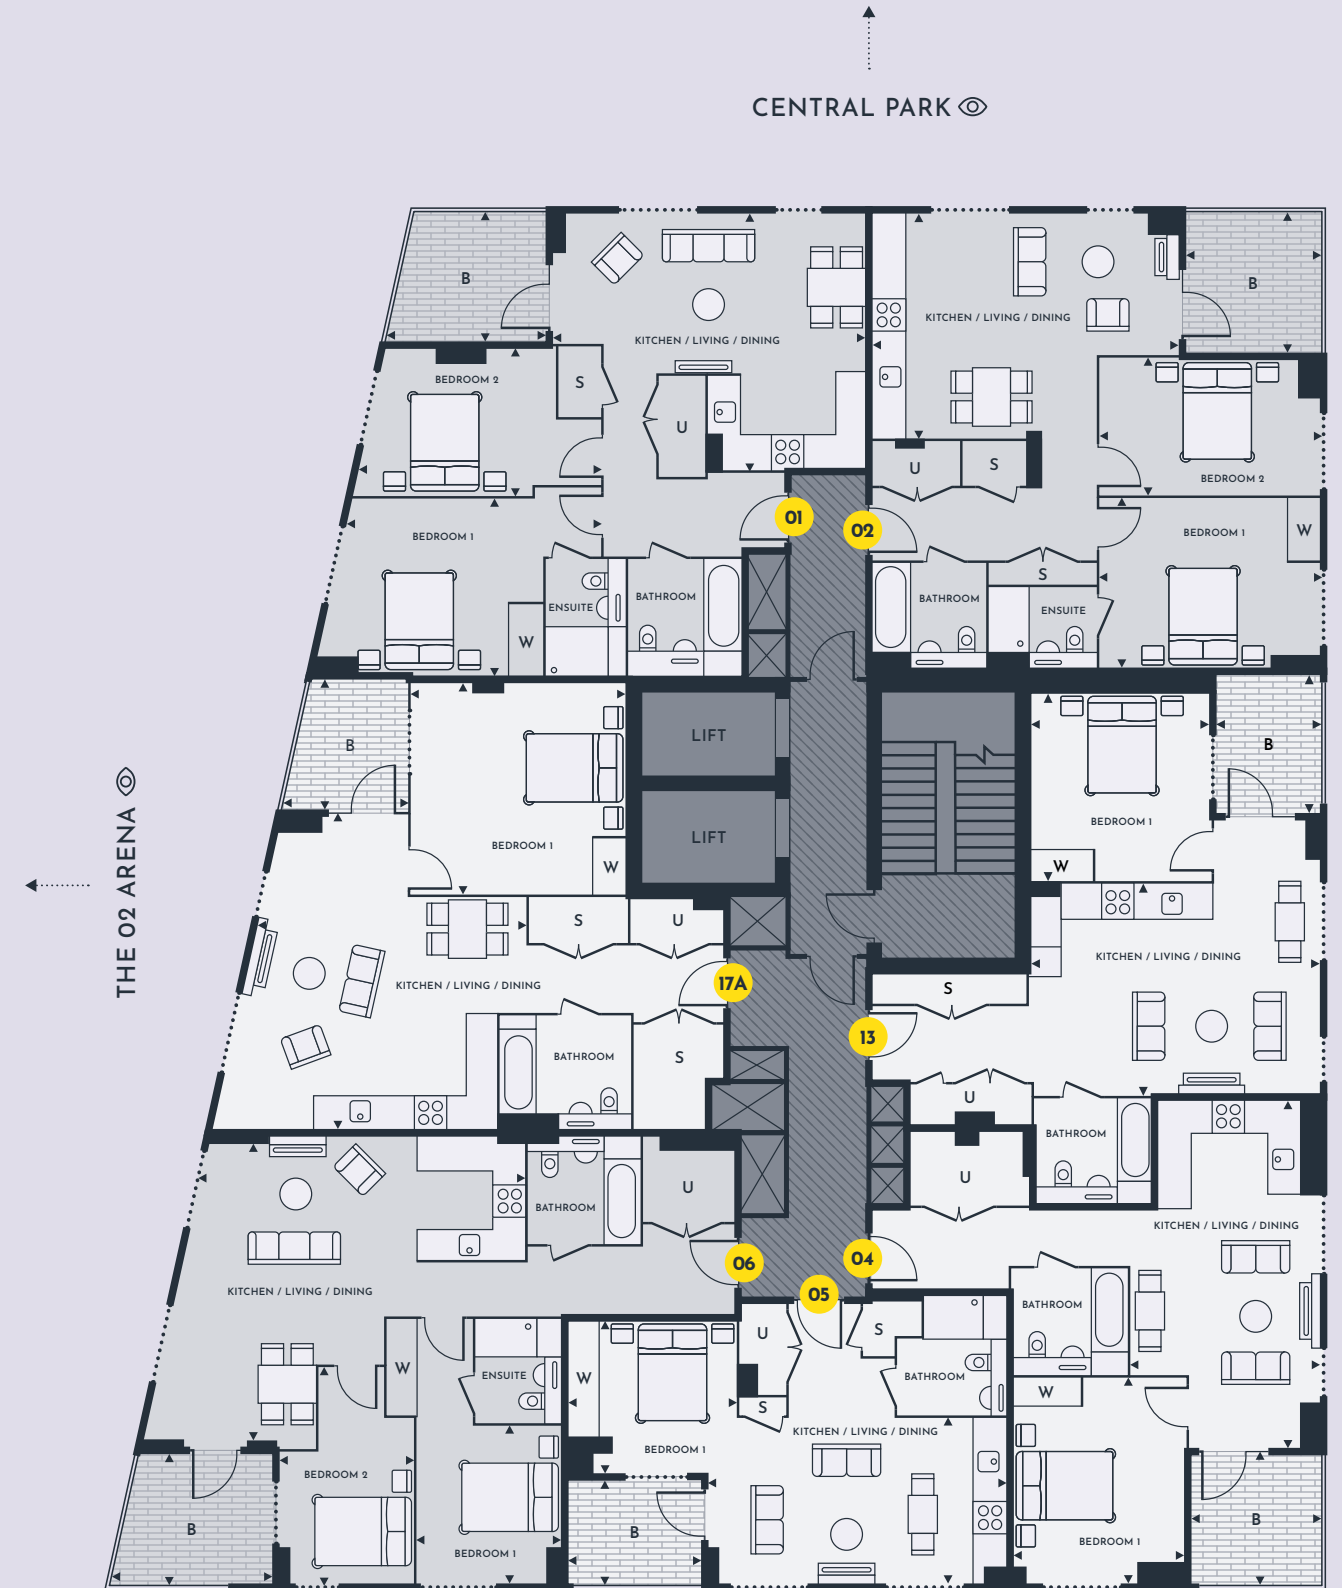 CENTRAL PARK
B
KITCHEN / LIVING / DINING
BEDROOM 2
S
U
01
BEDROOM 1
ENSUITE
BATHROOM
W
B
KITCHEN / LIVING / DINING
U
S
02
BEDROOM 2
BEDROOM 1
W
S
BATHROOM
ENSUITE
THE 02 ARENA
B
BEDROOM 1
W
LIFT
LIFT
S
U
17A
KITCHEN / LIVING / DINING
BATHROOM
S
BEDROOM 1
B
W
KITCHEN / LIVING / DINING
S
13
U
BATHROOM
U
BATHROOM
U
06
KITCHEN / LIVING / DINING
W
ENSUITE
BEDROOM 2
BEDROOM 1
B
04
KITCHEN / LIVING / DINING
BATHROOM
W
BEDROOM 1
B
05
U
S
W
S
BATHROOM
KITCHEN / LIVING / DINING
BEDROOM 1
B